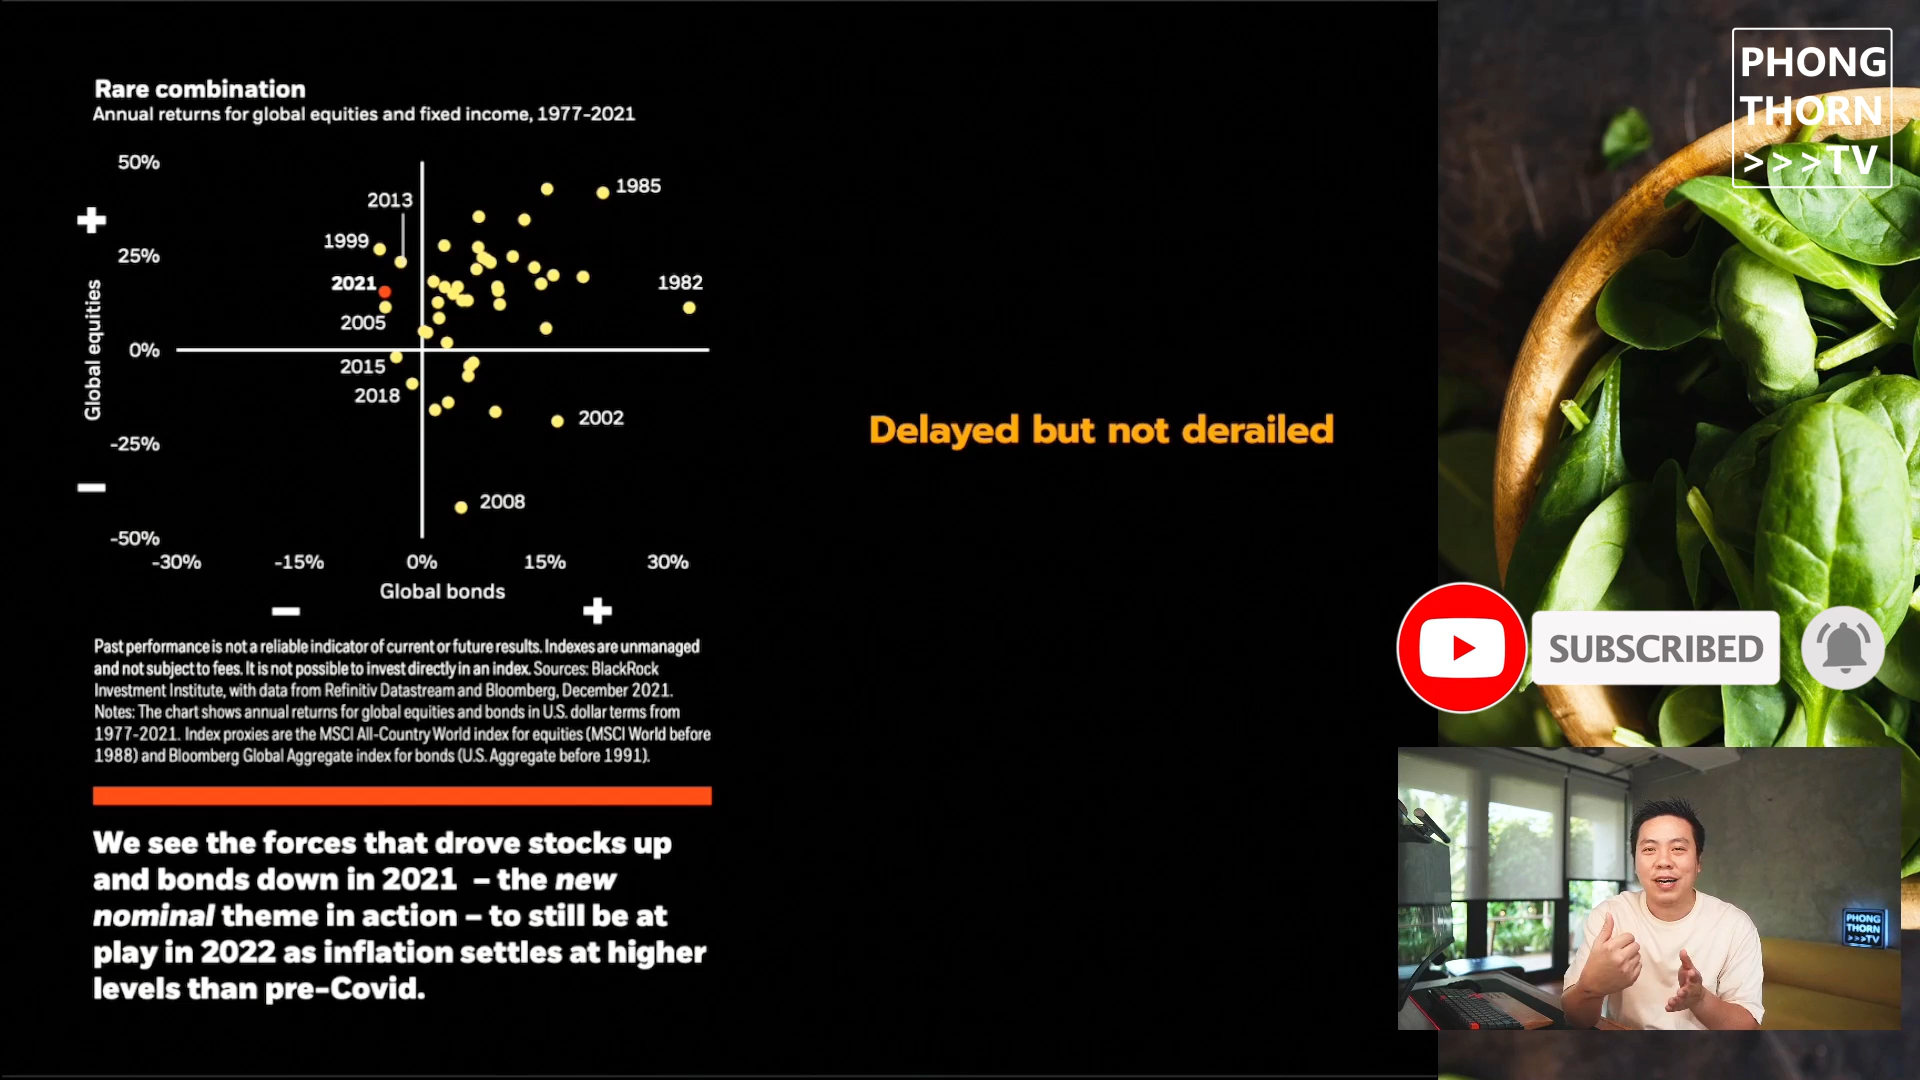 Rare combination
Annual returns for global equities and fixed income, 1977-2021
50%
25%
0%
-25%
-50%
Global equities
2013
1985
1999
2021
1982
2005
2015
2018
2002
2008
-30%
-15%
0%
15%
30%
Global bonds
Past performance is not a reliable indicator of current or future results. Indexes are unmanaged
and not subject to fees. It is not possible to invest directly in an index. Sources: BlackRock
Investment Institute, with data from Refinitiv Datastream and Bloomberg, December 2021.
Notes: The chart shows annual returns for global equities and bonds in U.S. dollar terms from
1977-2021. Index proxies are the MSCI All-Country World index for equities (MSCI World before
1988) and Bloomberg Global Aggregate index for bonds (U.S. Aggregate before 1991).
We see the forces that drove stocks up
and bonds down in 2021 – the new
nominal theme in action – to still be at
play in 2022 as inflation settles at higher
levels than pre-Covid.
Delayed but not derailed
PHONG
THORN
>>>TV
SUBSCRIBED
PHONG
THORN
>>>TV